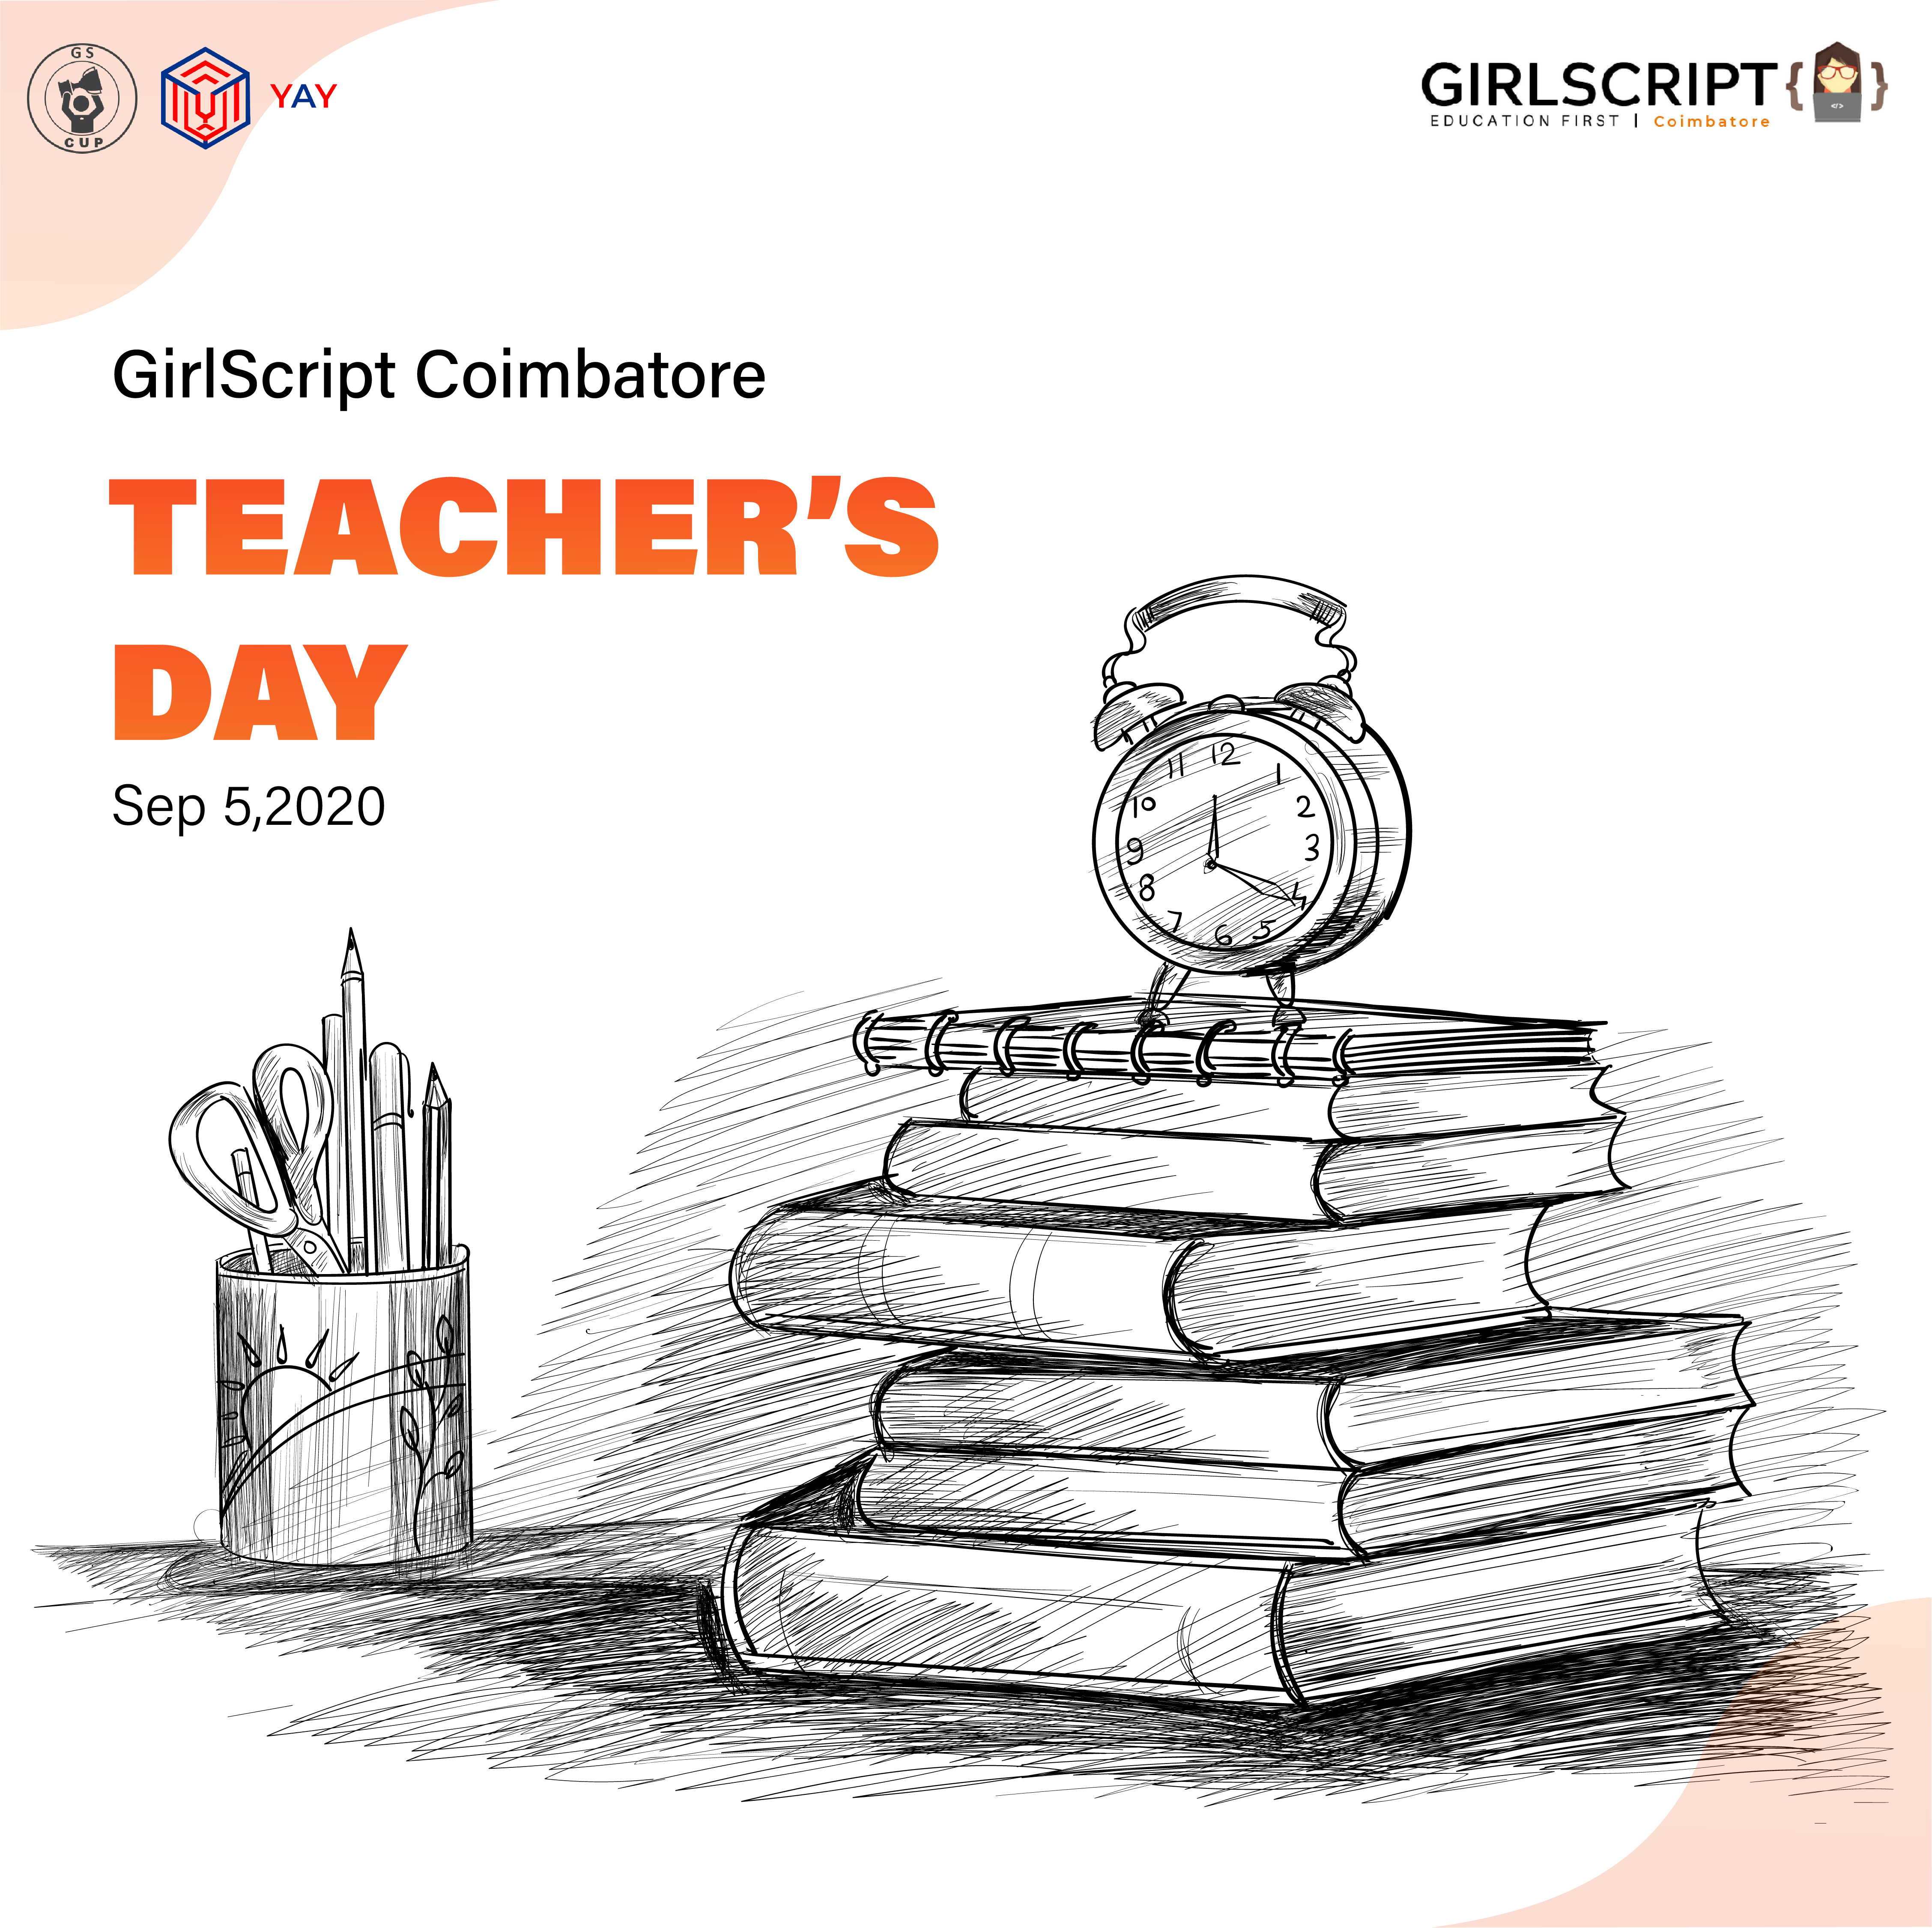 GS
CUP
YAY
GIRLSCRIPT
EDUCATION FIRST | Coimbatore
</>
GirlScript Coimbatore
TEACHER'S
DAY
Sep 5,2020
11 12 1
10 2
9 3
8 4
7 6 5